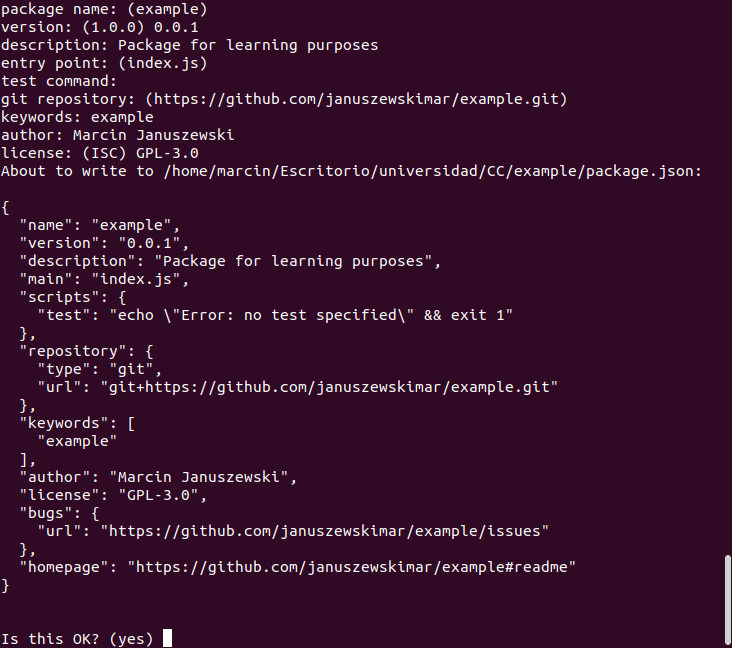 package name: (example)
version: (1.0.0) 0.0.1
description: Package for learning purposes
entry point: (index.js)
test command:
git repository: (https://github.com/januszewskimar/example.git)
keywords: example
author: Marcin Januszewski
license: (ISC) GPL-3.0
About to write to /home/marcin/Escritorio/universidad/CC/example/package.json:

{
  "name": "example",
  "version": "0.0.1",
  "description": "Package for learning purposes",
  "main": "index.js",
  "scripts": {
    "test": "echo \"Error: no test specified\" && exit 1"
  },
  "repository": {
    "type": "git",
    "url": "git+https://github.com/januszewskimar/example.git"
  },
  "keywords": [
    "example"
  ],
  "author": "Marcin Januszewski",
  "license": "GPL-3.0",
  "bugs": {
    "url": "https://github.com/januszewskimar/example/issues"
  },
  "homepage": "https://github.com/januszewskimar/example#readme"
}

Is this OK? (yes)